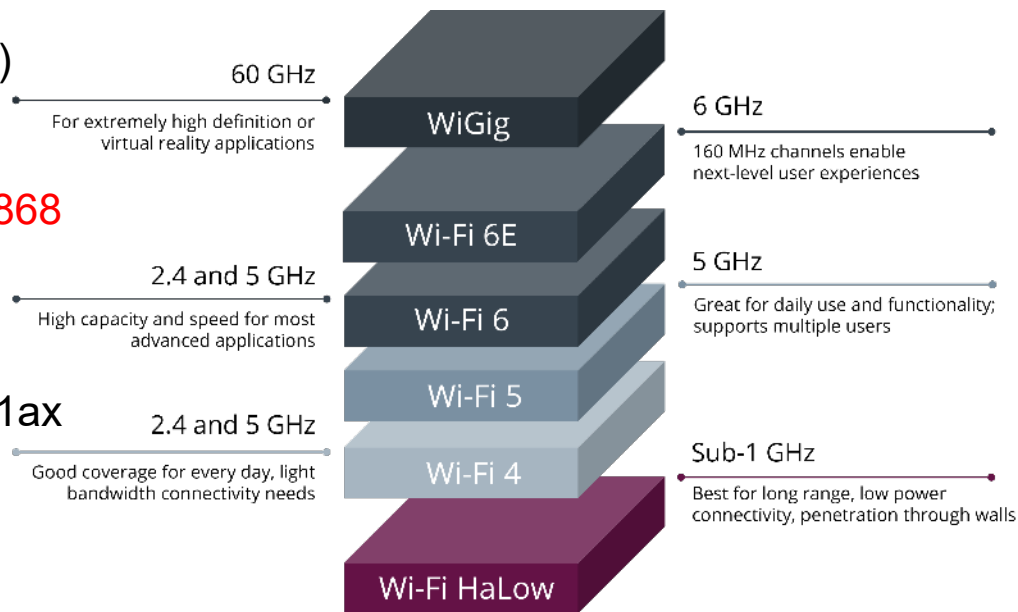 )
60 GHz
For extremely high definition or
virtual reality applications
WiGig
6 GHz
160 MHz channels enable
next-level user experiences
868
Wi-Fi 6E
2.4 and 5 GHz
High capacity and speed for most
advanced applications
Wi-Fi 6
5 GHz
Great for daily use and functionality;
supports multiple users
Wi-Fi 5
1ax
2.4 and 5 GHz
Good coverage for every day, light
bandwidth connectivity needs
Wi-Fi 4
Sub-1 GHz
Best for long range, low power
connectivity, penetration through walls
Wi-Fi HaLow